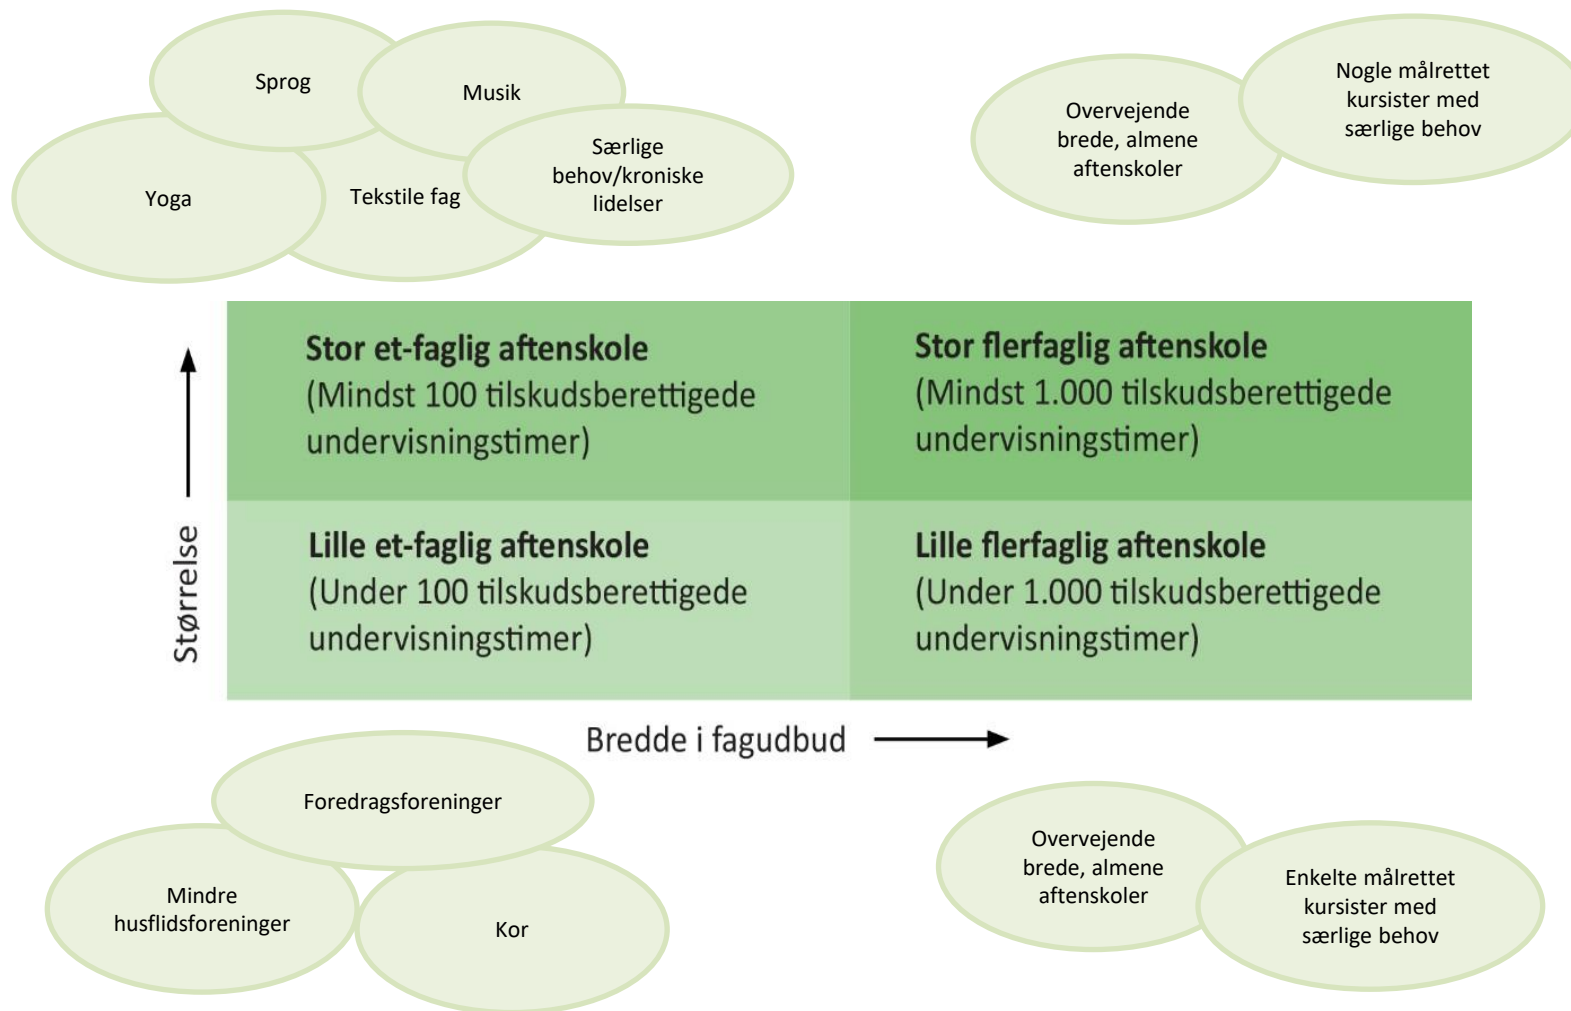 Sprog
Musik
Yoga
Tekstile fag
Særlige
behov/kroniske
lidelser
Overvejende
brede, almene
aftenskoler
Nogle målrettet
kursister med
særlige behov
Størrelse
Stor et-faglig aftenskole
(Mindst 100 tilskudsberettigede
undervisningstimer)
Stor flerfaglig aftenskole
(Mindst 1.000 tilskudsberettigede
undervisningstimer)
Lille et-faglig aftenskole
(Under 100 tilskudsberettigede
undervisningstimer)
Lille flerfaglig aftenskole
(Under 1.000 tilskudsberettigede
undervisningstimer)
Bredde i fagudbud
Foredragsforeninger
Mindre
husflidsforeninger
Kor
Overvejende
brede, almene
aftenskoler
Enkelte målrettet
kursister med
særlige behov